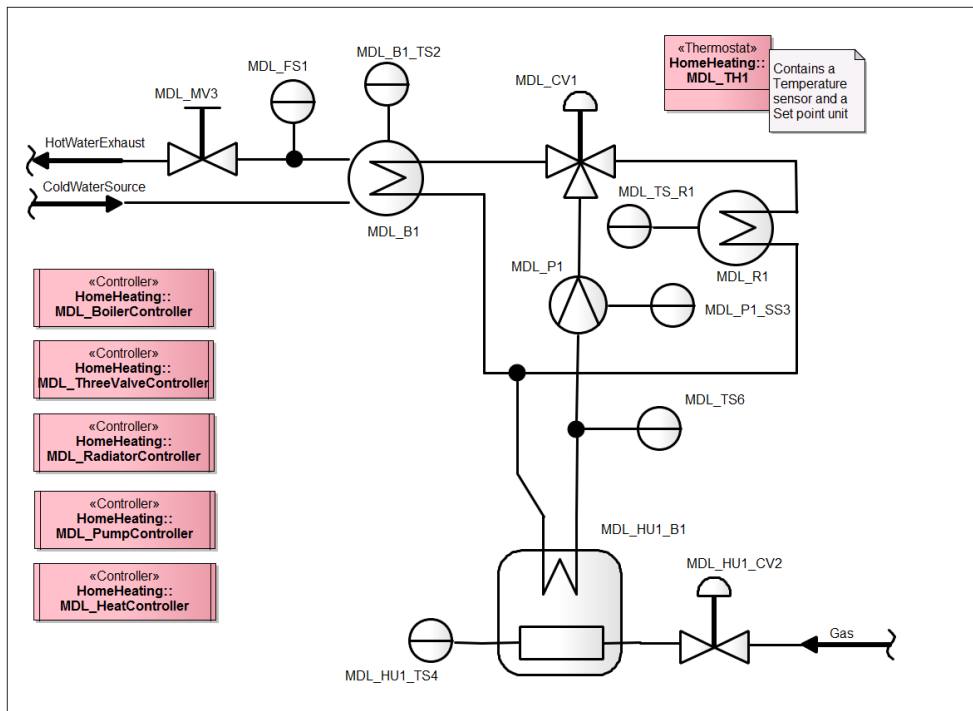 MDL_B1_TS2
MDL_FS1
MDL_CV1
MDL_MV3
«Thermostat»
HomeHeating::
MDL_TH1
Contains a
Temperature
sensor and a
Set point unit
HotWaterExhaust
ColdWaterSource
MDL_TS_R1
MDL_B1
MDL_P1
MDL_R1
MDL_P1_SS3
«Controller»
HomeHeating::
MDL_BoilerController
«Controller»
HomeHeating::
MDL_ThreeValveController
MDL_TS6
«Controller»
HomeHeating::
MDL_RadiatorController
«Controller»
HomeHeating::
MDL_PumpController
MDL_HU1_B1
«Controller»
HomeHeating::
MDL_HeatController
MDL_HU1_CV2
Gas
MDL_HU1_TS4